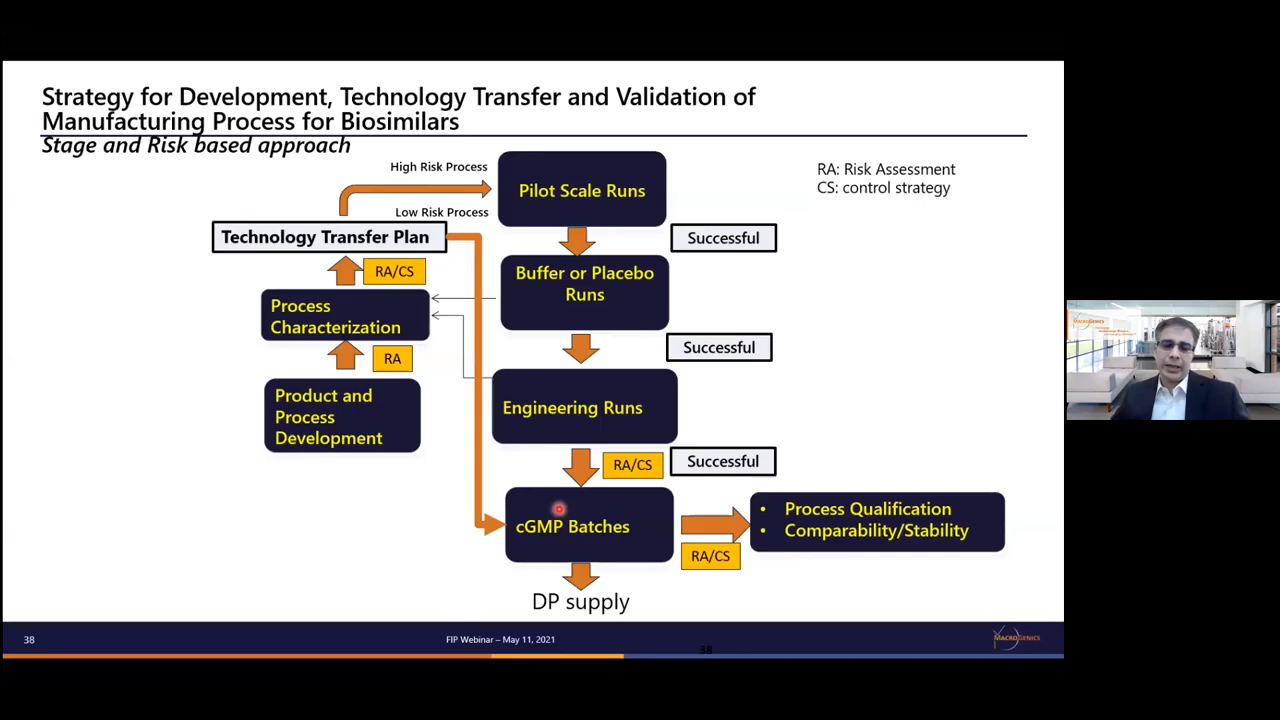 Strategy for Development, Technology Transfer and Validation of
Manufacturing Process for Biosimilars
Stage and Risk based approach
High Risk Process
Low Risk Process
Technology Transfer Plan
RA/CS
Process
Characterization
RA
Product and
Process
Development
Pilot Scale Runs
Successful
Buffer or Placebo
Runs
Successful
Engineering Runs
RA/CS
Successful
cGMP Batches
RA/CS
• Process Qualification
• Comparability/Stability
DP supply
RA: Risk Assessment
CS: control strategy
38
FIP Webinar – May 11, 2021
38
MACROGENICS
MACROGENICS